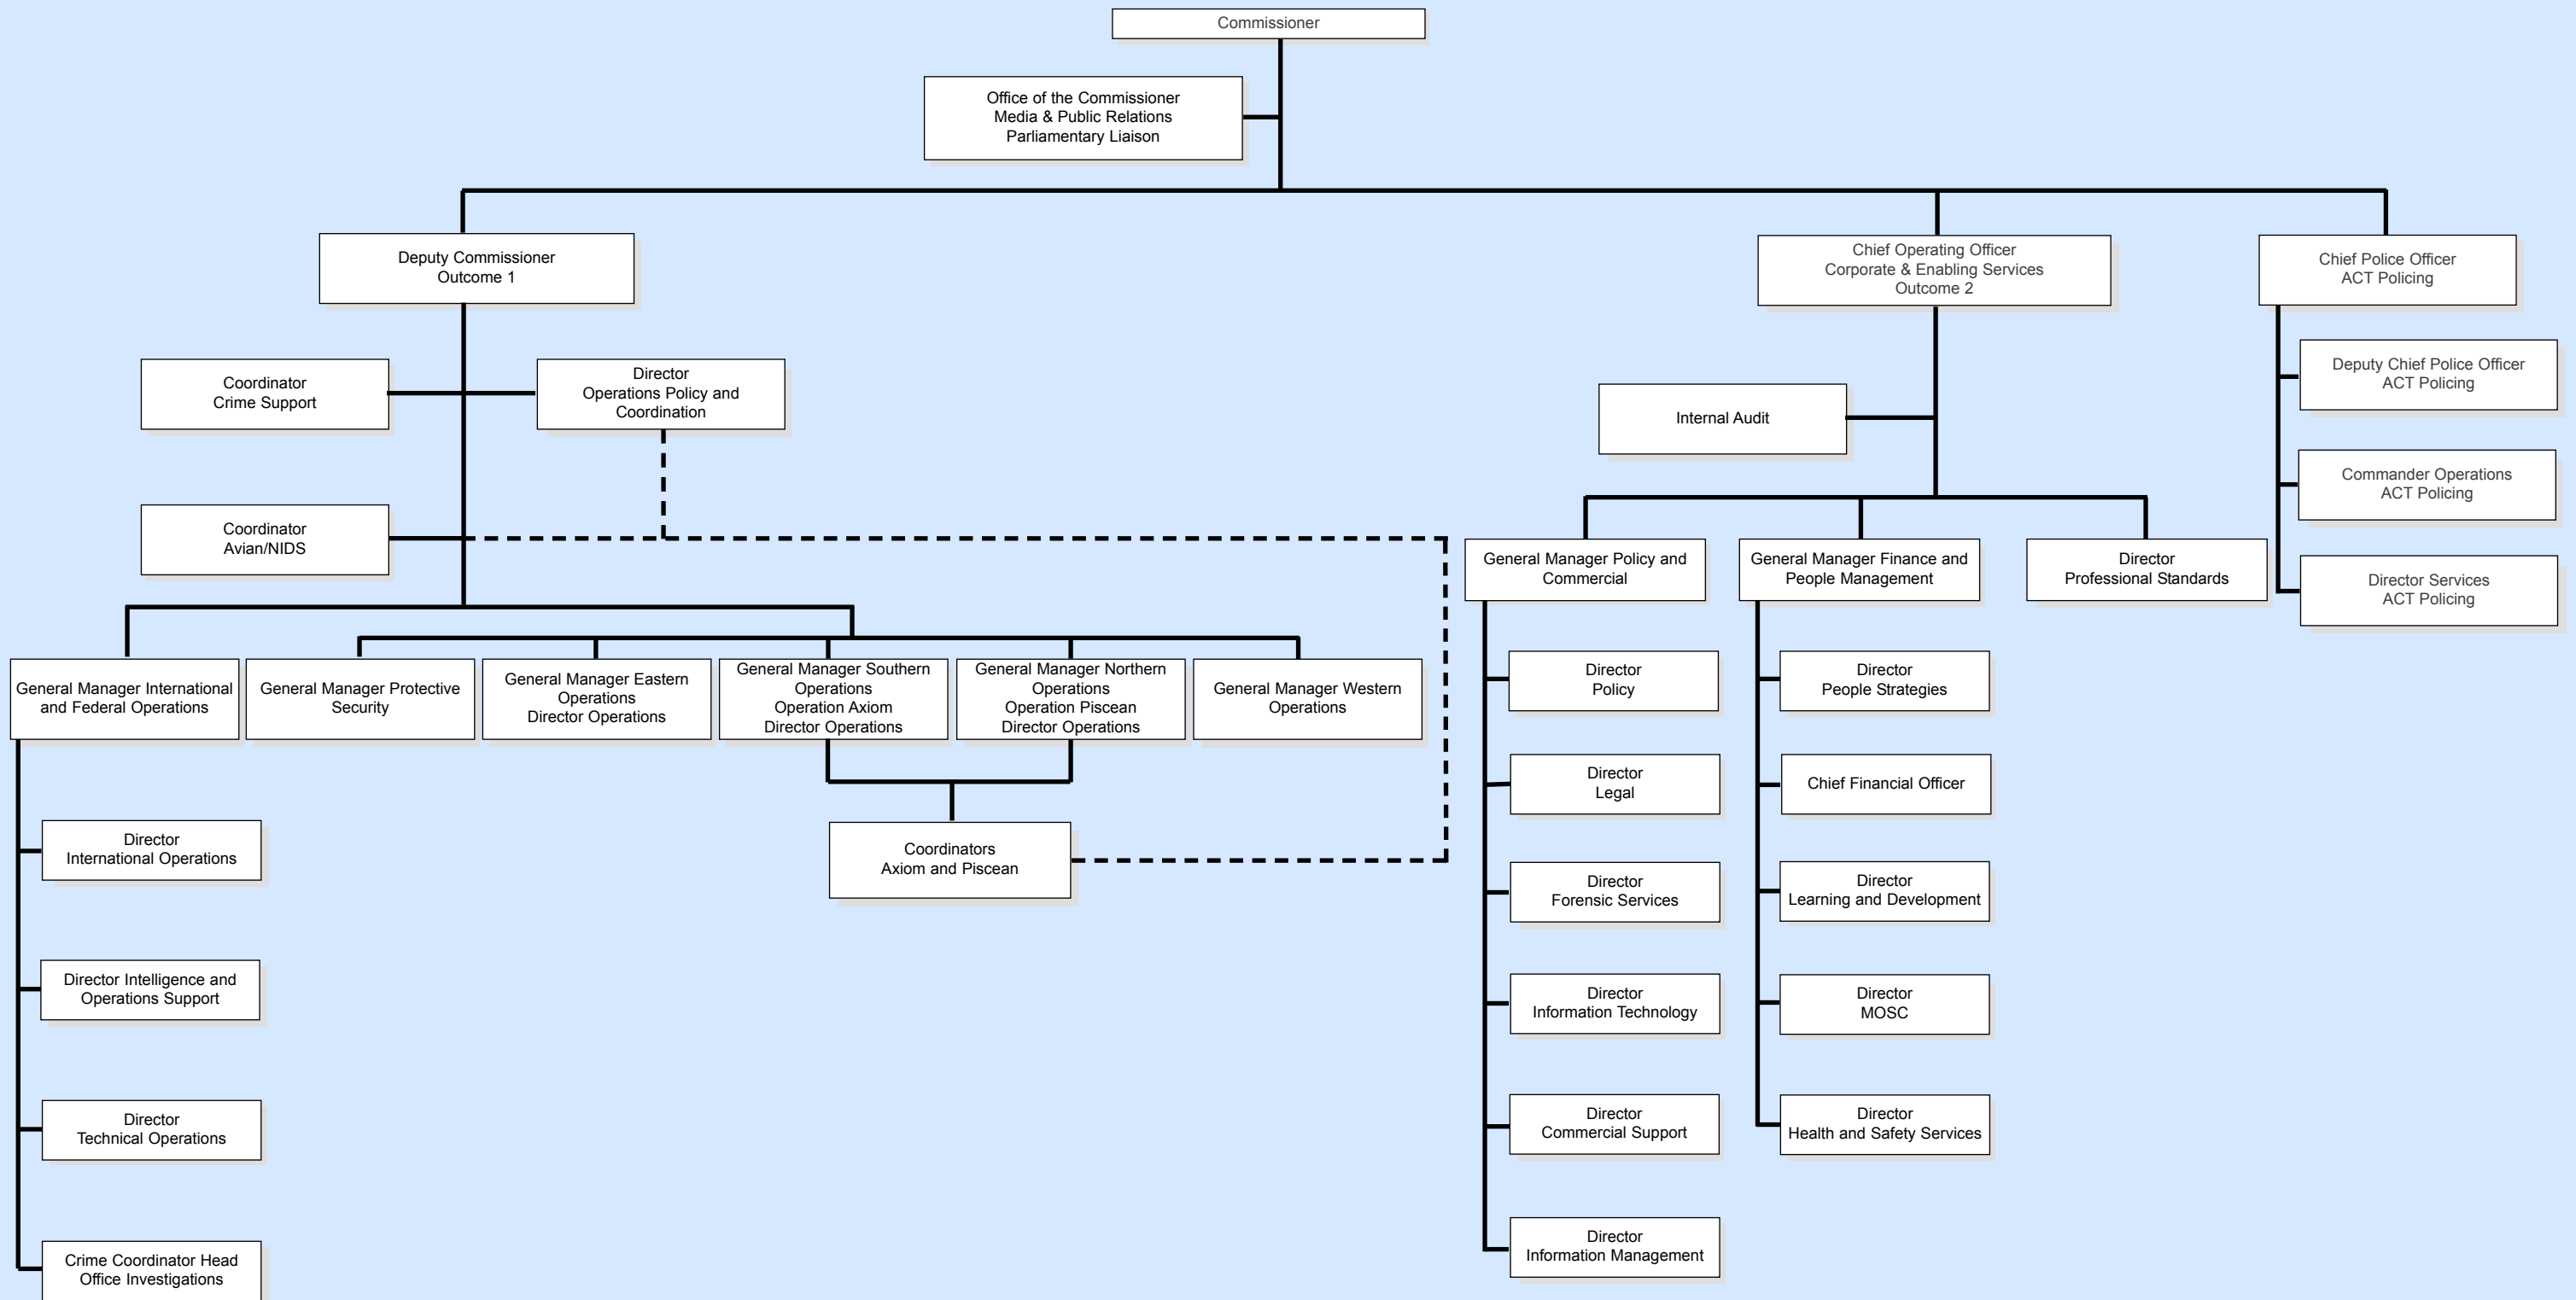 Commissioner
Office of the Commissioner
Media & Public Relations
Parliamentary Liaison
Deputy Commissioner
Outcome 1
Chief Operating Officer
Corporate & Enabling Services
Outcome 2
Chief Police Officer
ACT Policing
Coordinator
Crime Support
Director
Operations Policy and
Coordination
Internal Audit
Deputy Chief Police Officer
ACT Policing
Commander Operations
ACT Policing
Director Services
ACT Policing
Coordinator
Avian/NIDS
General Manager Policy and
Commercial
General Manager Finance and
People Management
Director
Professional Standards
General Manager International
and Federal Operations
General Manager Protective
Security
General Manager Eastern
Operations
Director Operations
General Manager Southern
Operations
Operation Axiom
Director Operations
General Manager Northern
Operations
Operation Piscean
Director Operations
General Manager Western
Operations
Director
International Operations
Director Intelligence and
Operations Support
Director
Technical Operations
Crime Coordinator Head
Office Investigations
Coordinators
Axiom and Piscean
Director
Policy
Director
Legal
Director
Forensic Services
Director
Information Technology
Director
Commercial Support
Director
Information Management
Director
People Strategies
Chief Financial Officer
Director
Learning and Development
Director
MOSC
Director
Health and Safety Services